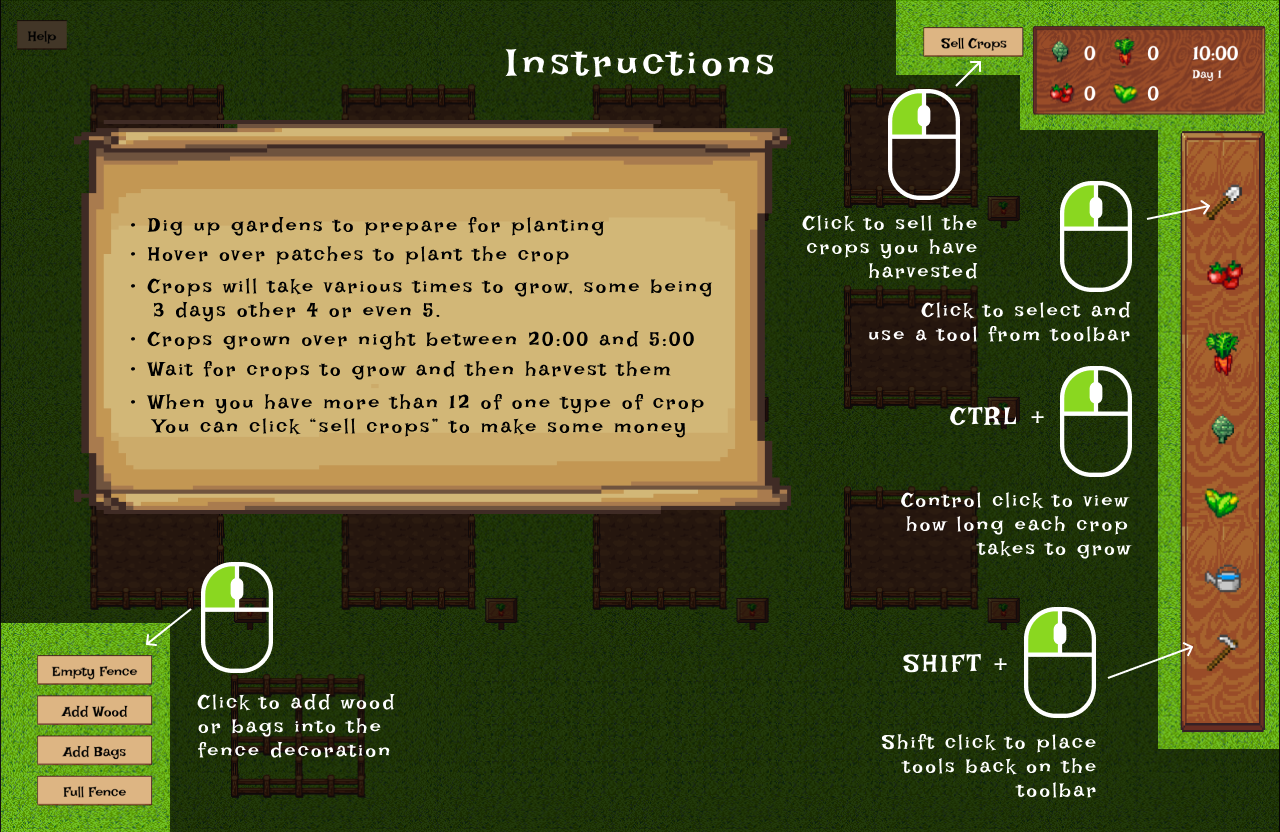 Help
Instructions
Sell Crops
0 0 10:00
Day 1
0 0
• Dig up gardens to prepare for planting
• Hover over patches to plant the crop
• Crops will take various times to grow, some being
3 days other 4 or even 5.
• Crops grown over night between 20:00 and 5:00
• Wait for crops to grow and then harvest them
• When you have more than 12 of one type of crop
You can click “sell crops” to make some money
Click to sell the
crops you have
harvested
Click to select and
use a tool from toolbar
CTRL +
Control click to view
how long each crop
takes to grow
SHIFT +
Shift click to place
tools back on the
toolbar
Click to add wood
or bags into the
fence decoration
Empty Fence
Add Wood
Add Bags
Full Fence